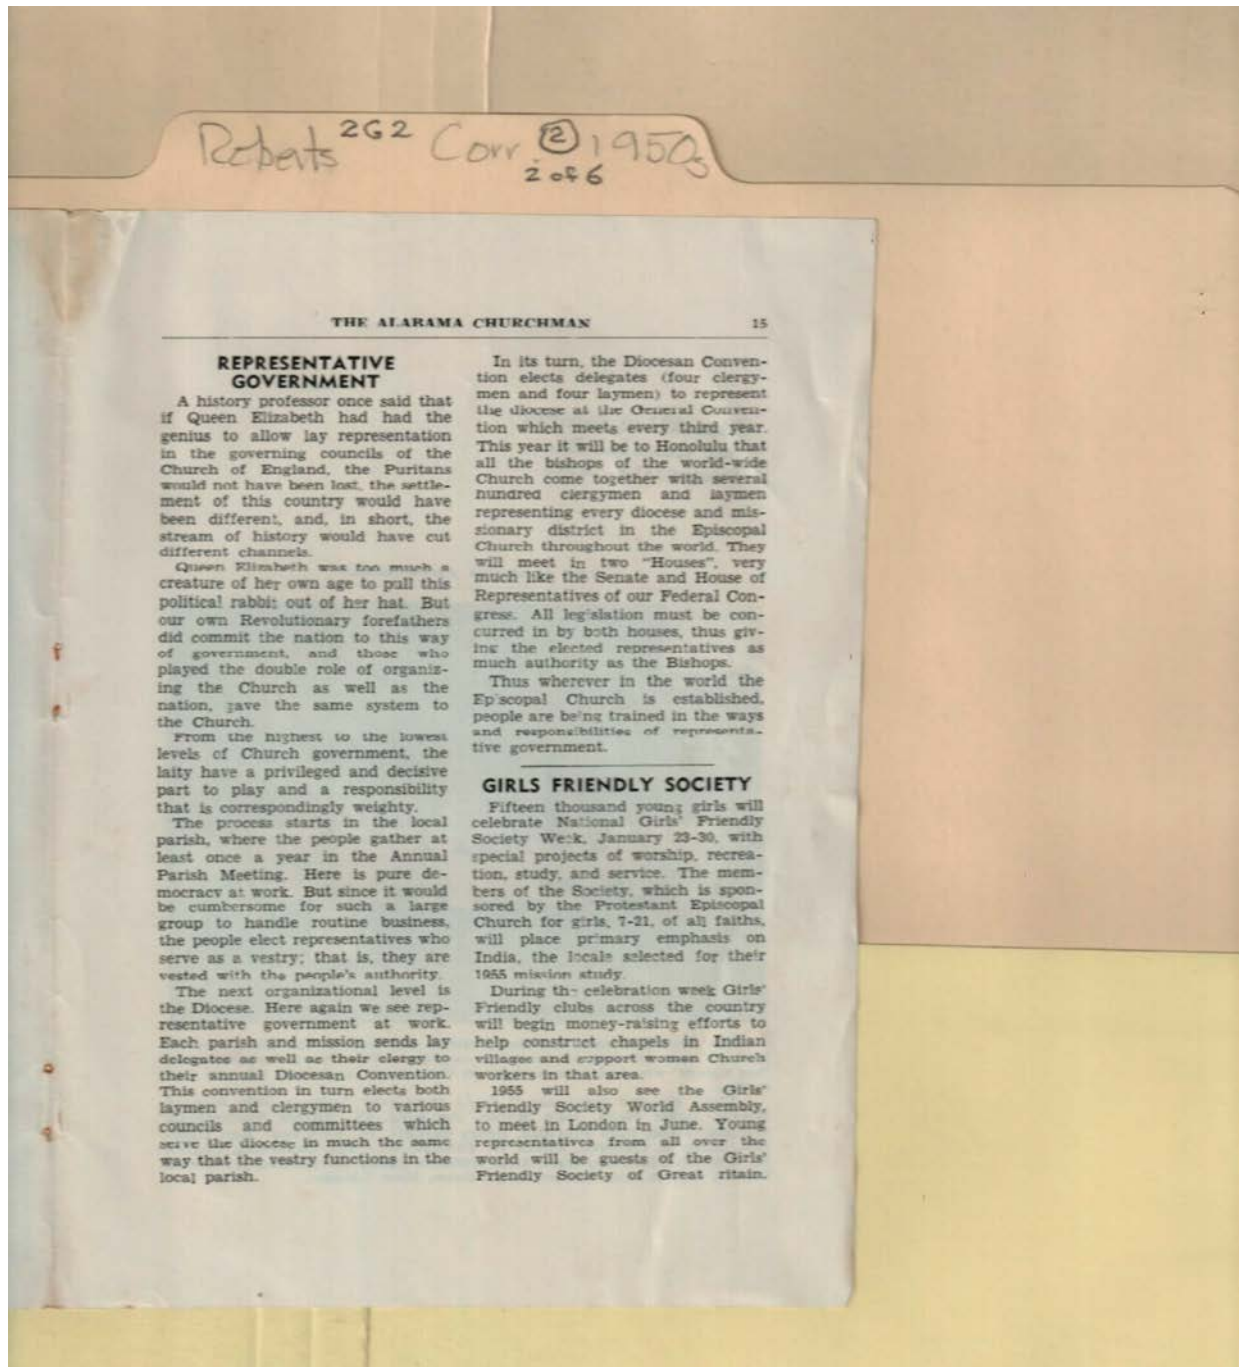 Roberts 2G2 Corr. ② 1950s
2 of 6
THE ALABAMA CHURCHMAN 15
REPRESENTATIVE
GOVERNMENT
A history professor once said that
if Queen Elizabeth had had the
genius to allow lay representation
in the governing councils of the
Church of England, the Puritans
would not have been lost, the settle-
ment of this country would have
been different, and, in short, the
stream of history would have cut
different channels.
Queen Elizabeth was too much a
creature of her own age to pull this
political rabbit out of her hat. But
our own Revolutionary forefathers
did commit the nation to this way
of government, and those who
played the double role of organiz-
ing the Church as well as the
nation, gave the same system to
the Church.
From the highest to the lowest
levels of Church government, the
laity have a privileged and decisive
part to play and a responsibility
that is correspondingly weighty.
The process starts in the local
parish, where the people gather at
least once a year in the Annual
Parish Meeting. Here is pure de-
mocracy at work. But since it would
be cumbersome for such a large
group to handle routine business,
the people elect representatives who
serve as a vestry; that is, they are
vested with the people's authority.
The next organizational level is
the Diocese. Here again we see rep-
resentative government at work.
Each parish and mission sends lay
delegates as well as their clergy to
their annual Diocesan Convention.
This convention in turn elects both
laymen and clergymen to various
councils and committees which
serve the diocese in much the same
way that the vestry functions in the
local parish.
In its turn, the Diocesan Conven-
tion elects delegates (four clergy-
men and four laymen) to represent
the diocese at the General Conven-
tion which meets every third year.
This year it will be to Honolulu that
all the bishops of the world-wide
Church come together with several
hundred clergymen and laymen
representing every diocese and mis-
sionary district in the Episcopal
Church throughout the world. They
will meet in two "Houses", very
much like the Senate and House of
Representatives of our Federal Con-
gress. All legislation must be con-
curred in by both houses, thus giv-
ing the elected representatives as
much authority as the Bishops.
Thus wherever in the world the
Episcopal Church is established,
people are being trained in the ways
and responsibilities of representa-
tive government.
GIRLS FRIENDLY SOCIETY
Fifteen thousand young girls will
celebrate National Girls' Friendly
Society Week, January 23-30, with
special projects of worship, recrea-
tion, study, and service. The mem-
bers of the Society, which is spon-
sored by the Protestant Episcopal
Church for girls, 7-21, of all faiths,
will place primary emphasis on
India, the locale selected for their
1955 mission study.
During the celebration week Girls'
Friendly clubs across the country
will begin money-raising efforts to
help construct chapels in Indian
villages and support women Church
workers in that area.
1955 will also see the Girls'
Friendly Society World Assembly,
to meet in London in June. Young
representatives from all over the
world will be guests of the Girls'
Friendly Society of Great ritain.